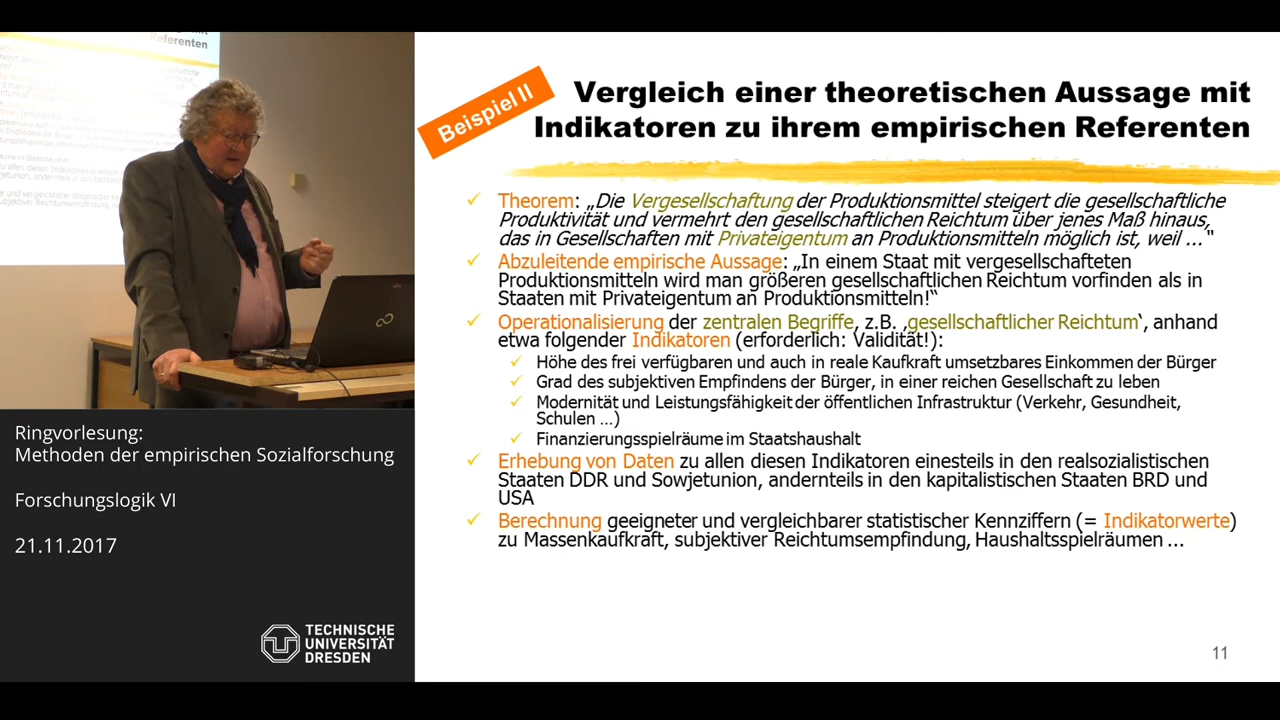 Referenten
Beispiel II
Vergleich einer theoretischen Aussage mit
Indikatoren zu ihrem empirischen Referenten
Theorem: „Die Vergesellschaftung der Produktionsmittel steigert die gesellschaftliche
Produktivität und vermehrt den gesellschaftlichen Reichtum über jenes Maß hinaus,
das in Gesellschaften mit Privateigentum an Produktionsmitteln möglich ist, weil ..."
Abzuleitende empirische Aussage: „In einem Staat mit vergesellschafteten
Produktionsmitteln wird man größeren gesellschaftlichen Reichtum vorfinden als in
Staaten mit Privateigentum an Produktionsmitteln!“
Operationalisierung der zentralen Begriffe, z.B. ‚gesellschaftlicher Reichtum‘, anhand
etwa folgender Indikatoren (erforderlich: Validität!):
Höhe des frei verfügbaren und auch in reale Kaufkraft umsetzbares Einkommen der Bürger
Grad des subjektiven Empfindens der Bürger, in einer reichen Gesellschaft zu leben
Modernität und Leistungsfähigkeit der öffentlichen Infrastruktur (Verkehr, Gesundheit,
Schulen ...)
Finanzierungsspielräume im Staatshaushalt
Erhebung von Daten zu allen diesen Indikatoren einesteils in den realsozialistischen
Staaten DDR und Sowjetunion, andernteils in den kapitalistischen Staaten BRD und
USA
Berechnung geeigneter und vergleichbarer statistischer Kennziffern (= Indikatorwerte)
zu Massenkaufkraft, subjektiver Reichtumsempfindung, Haushaltsspielräumen ...
11
Ringvorlesung:
Methoden der empirischen Sozialforschung
Forschungslogik VI
21.11.2017
TECHNISCHE
UNIVERSITÄT
DRESDEN